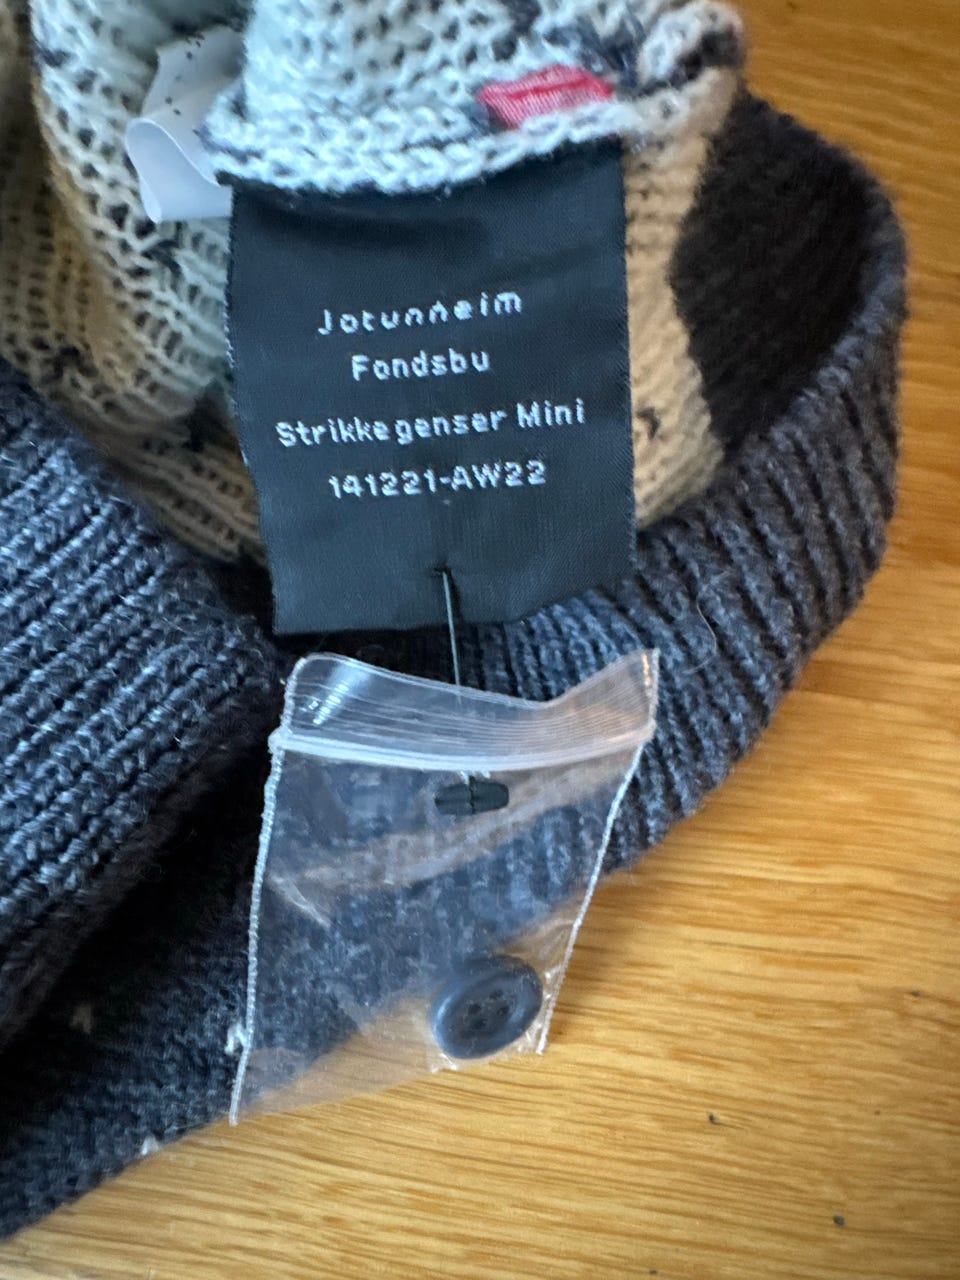 Jotunheim
Fondsbu
Strikkegenser Mini
141221-AW22